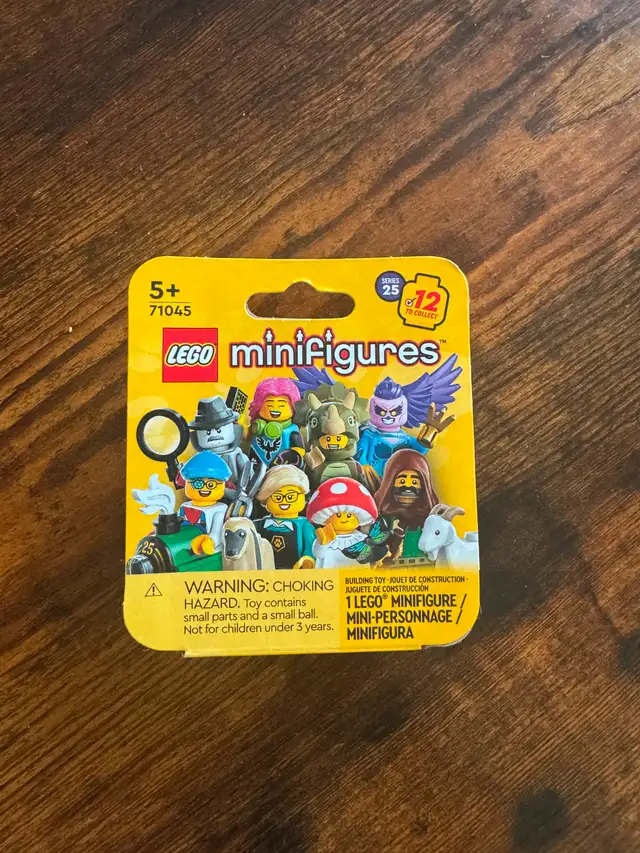 5+
71045
SERIES
25
12
TO COLLECT
LEGO
minifigures™
C-25
WARNING: CHOKING
HAZARD. Toy contains
small parts and a small ball.
Not for children under 3 years.
BUILDING TOY · JOUET DE CONSTRUCTION ·
JUGUETE DE CONSTRUCCIÓN
1 LEGO® MINIFIGURE /
MINI-PERSONNAGE /
MINIFIGURA